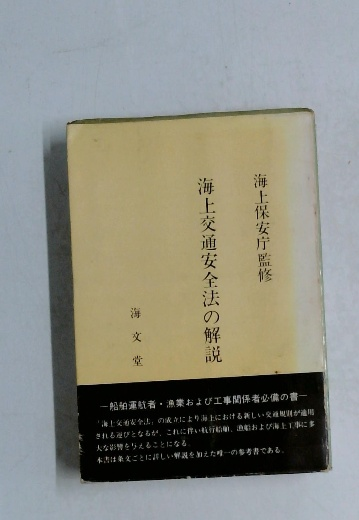 海上保安庁監修
海上交通安全法の解説
海文堂
―船舶運航者・漁業および工事関係者必備の書―
「海上交通安全法」の成立により海上における新しい交通規則が適用
されるはびとなるが、これに伴い航行船舶、漁船および海上工事に多
大な影響を与えることになる。
本書は条文ごとに詳しい解説を加えた唯一の参考書である。